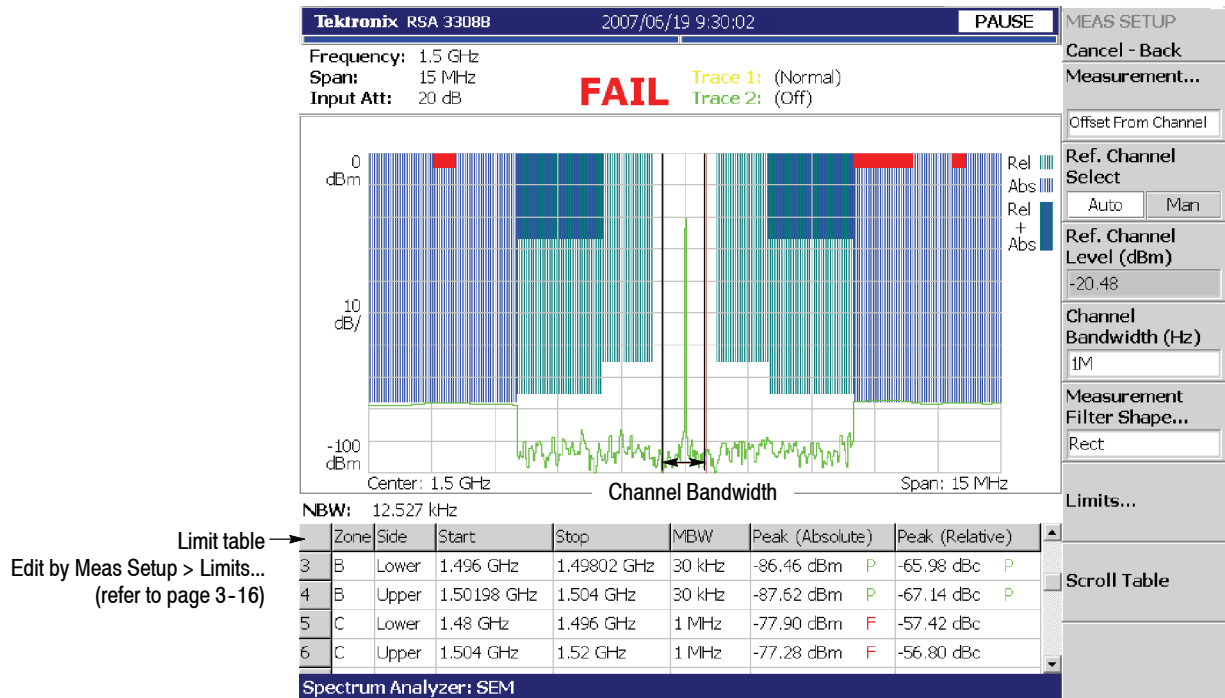 Tektronix RSA 3308B 2007/06/19 9:30:02 PAUSE
Frequency: 1.5 GHz
Span: 15 MHz
Input Att: 20 dB
FAIL
Trace 1: (Normal)
Trace 2: (Off)
0
dBm
10
dB/
-100
dBm
Rel
Abs
Rel
+
Abs
Center: 1.5 GHz
Channel Bandwidth
Span: 15 MHz
NBW: 12.527 kHz
Zone Side Start Stop MBW Peak (Absolute) Peak (Relative)
3 B Lower 1.496 GHz 1.49802 GHz 30 kHz -86.46 dBm P -65.98 dBc P
4 B Upper 1.50198 GHz 1.504 GHz 30 kHz -87.62 dBm P -67.14 dBc P
5 C Lower 1.48 GHz 1.496 GHz 1 MHz -77.90 dBm F -57.42 dBc
6 C Upper 1.504 GHz 1.52 GHz 1 MHz -77.28 dBm F -56.80 dBc
Spectrum Analyzer: SEM
Limit table
Edit by Meas Setup > Limits...
(refer to page 3-16)
MEAS SETUP
Cancel - Back
Measurement...
Offset From Channel
Ref. Channel
Select
Auto Man
Ref. Channel
Level (dBm)
-20.48
Channel
Bandwidth (Hz)
1M
Measurement
Filter Shape...
Rect
Limits...
Scroll Table